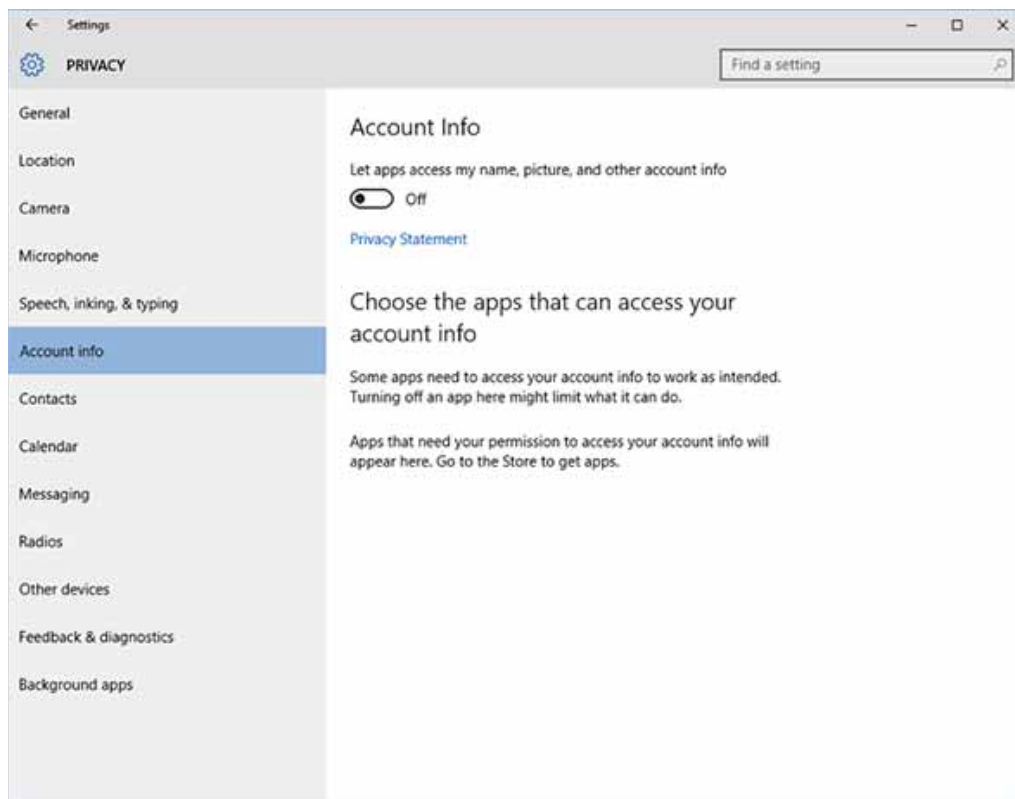 Settings
PRIVACY
Find a setting
General
Location
Camera
Microphone
Speech, inking, & typing
Account info
Contacts
Calendar
Messaging
Radios
Other devices
Feedback & diagnostics
Background apps
Account Info
Let apps access my name, picture, and other account info
Off
Privacy Statement
Choose the apps that can access your
account info
Some apps need to access your account info to work as intended.
Turning off an app here might limit what it can do.
Apps that need your permission to access your account info will
appear here. Go to the Store to get apps.